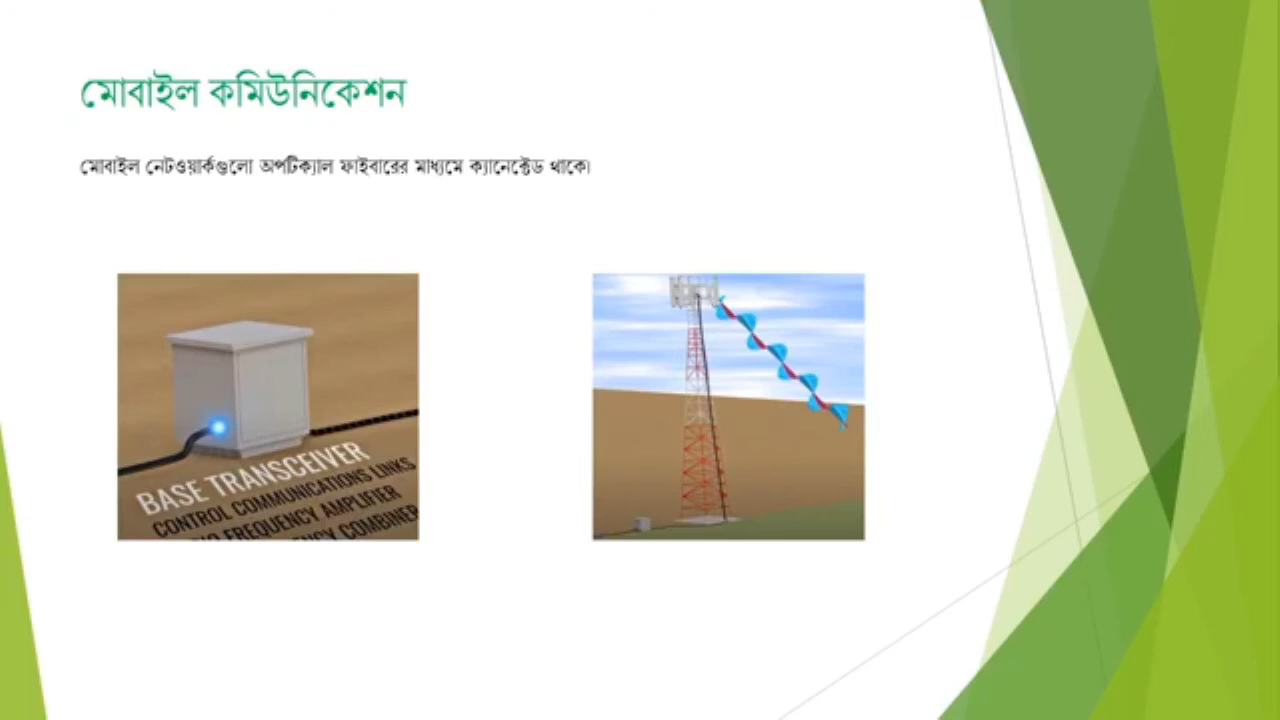 মোবাইল কমিউনিকেশন
মোবাইল নেটওয়ার্কগুলো অপটিক্যাল ফাইবারের মাধ্যমে ক্যানেক্টেড থাকে।
BASE TRANSCEIVER
CONTROL COMMUNICATIONS LINKS
FREQUENCY AMPLIFIER
COMBINER